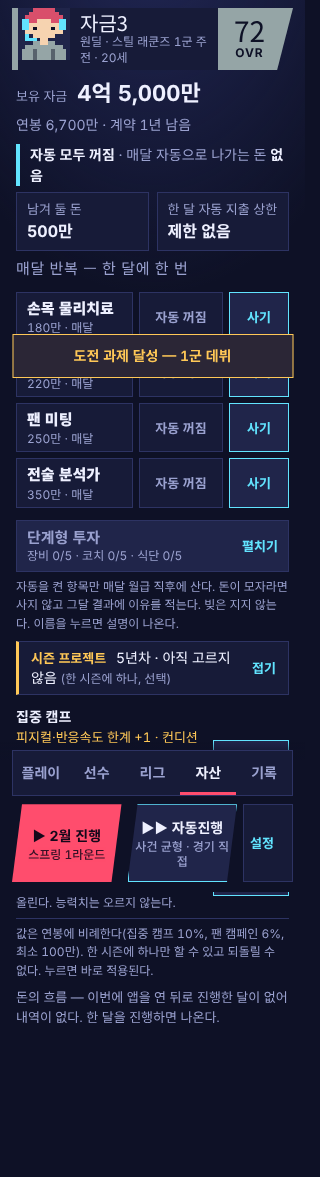 자금3
원딜 · 스틸 래쿤즈 1군 주
전 · 20세
72
OVR
보유 자금 4억 5,000만
연봉 6,700만 · 계약 1년 남음
자동 모두 꺼짐 · 매달 자동으로 나가는 돈 없
음
남겨 둘 돈
500만
한 달 자동 지출 상한
제한 없음
매달 반복 — 한 달에 한 번
손목 물리치료
180만 · 매달
자동 꺼짐
사기
도전 과제 달성 — 1군 데뷔
220만 · 매달
팬 미팅
250만 · 매달
자동 꺼짐
사기
전술 분석가
350만 · 매달
자동 꺼짐
사기
단계형 투자
장비 0/5 · 코치 0/5 · 식단 0/5
펼치기
자동을 켠 항목만 매달 월급 직후에 산다. 돈이 모자라면
사지 않고 그달 결과에 이유를 적는다. 빚은 지지 않는
다. 이름을 누르면 설명이 나온다.
시즌 프로젝트 5년차 · 아직 고르지
않음 (한 시즌에 하나, 선택)
접기
집중 캠프
피지컬·반응속도 한계 +1 · 컨디션
플레이
선수
리그
자산
기록
▶ 2월 진행
스프링 1라운드
▶▶ 자동진행
사건 균형 · 경기 직
접
설정
올린다. 능력치는 오르지 않는다.
값은 연봉에 비례한다(집중 캠프 10%, 팬 캠페인 6%,
최소 100만). 한 시즌에 하나만 할 수 있고 되돌릴 수
없다. 누르면 바로 적용된다.
돈의 흐름 — 이번에 앱을 연 뒤로 진행한 달이 없어
내역이 없다. 한 달을 진행하면 나온다.